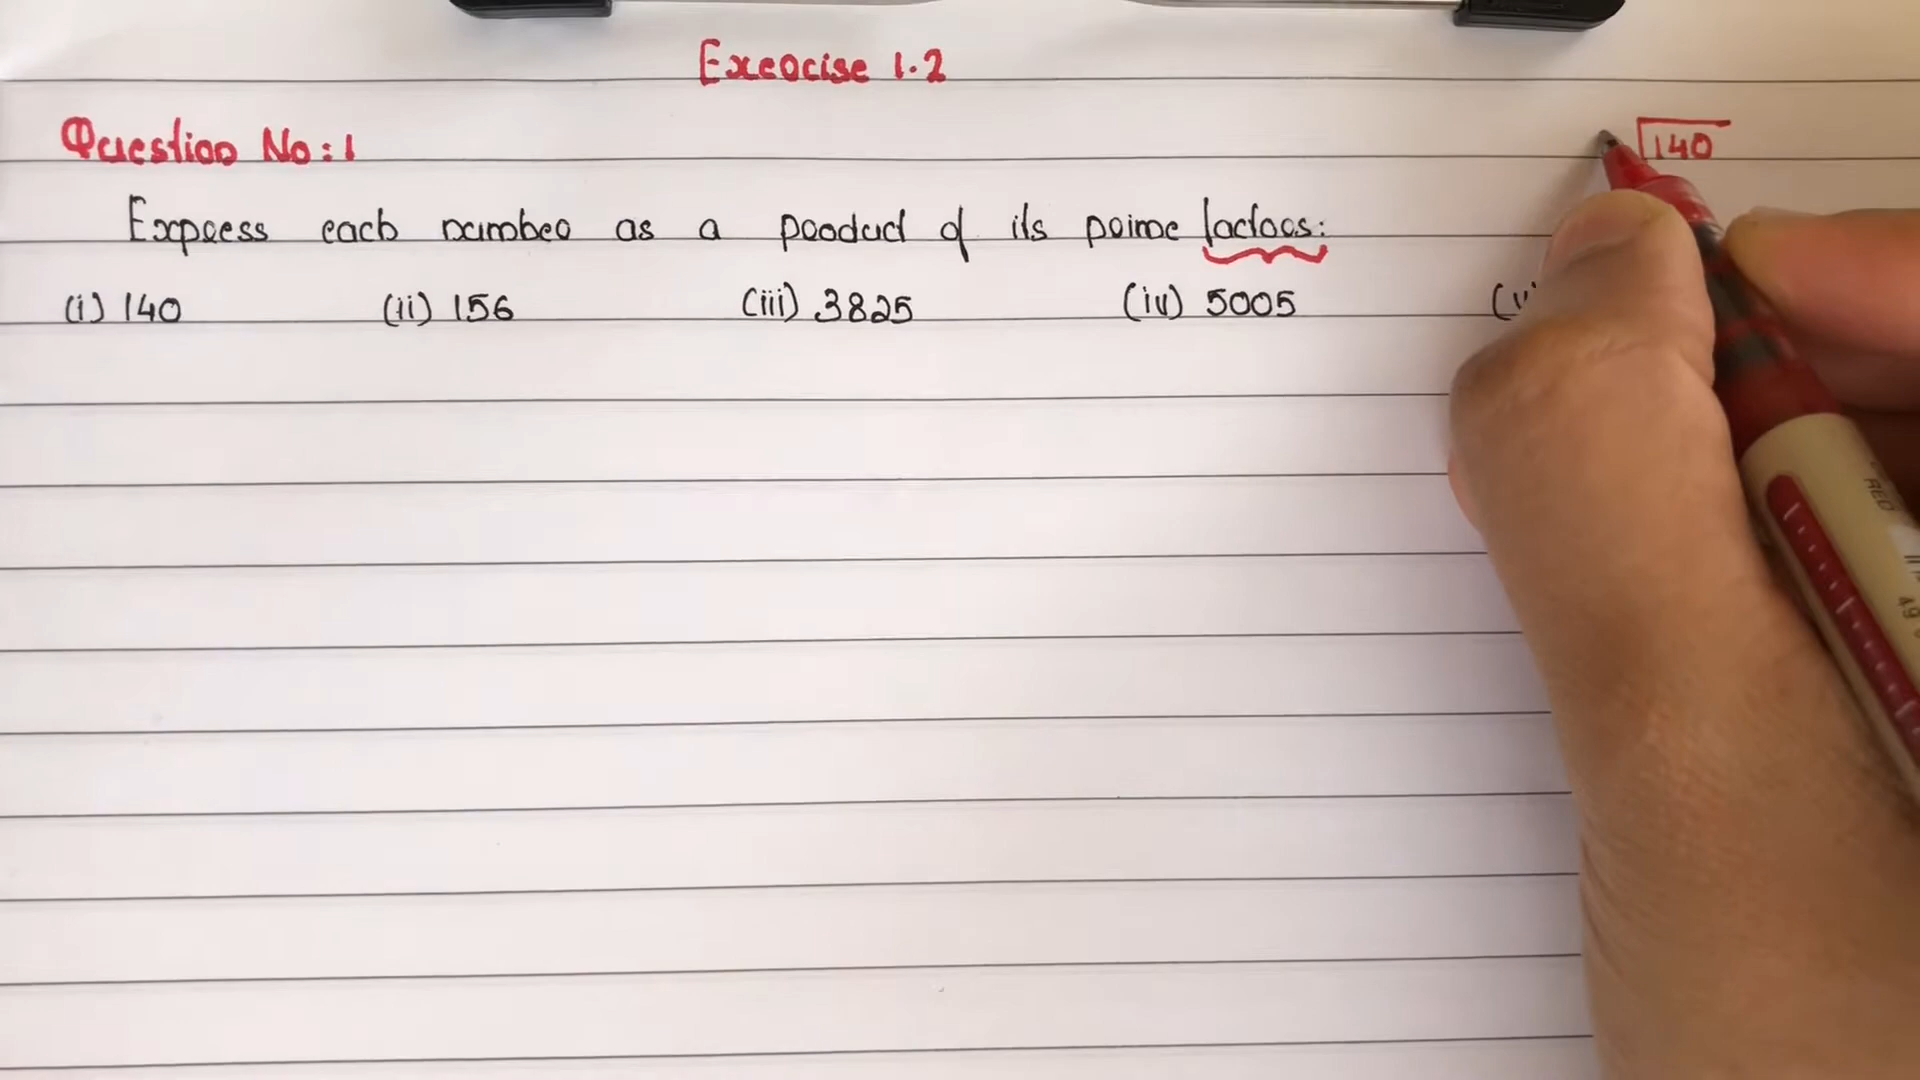 Exercise 1.2
Question No: 1
140
Express each number as a product of its prime factors:
(i) 140 (ii) 156 (iii) 3825 (iv) 5005
RED